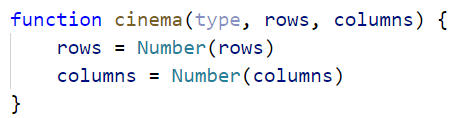 function cinema(type, rows, columns) {
    rows = Number(rows)
    columns = Number(columns)
}